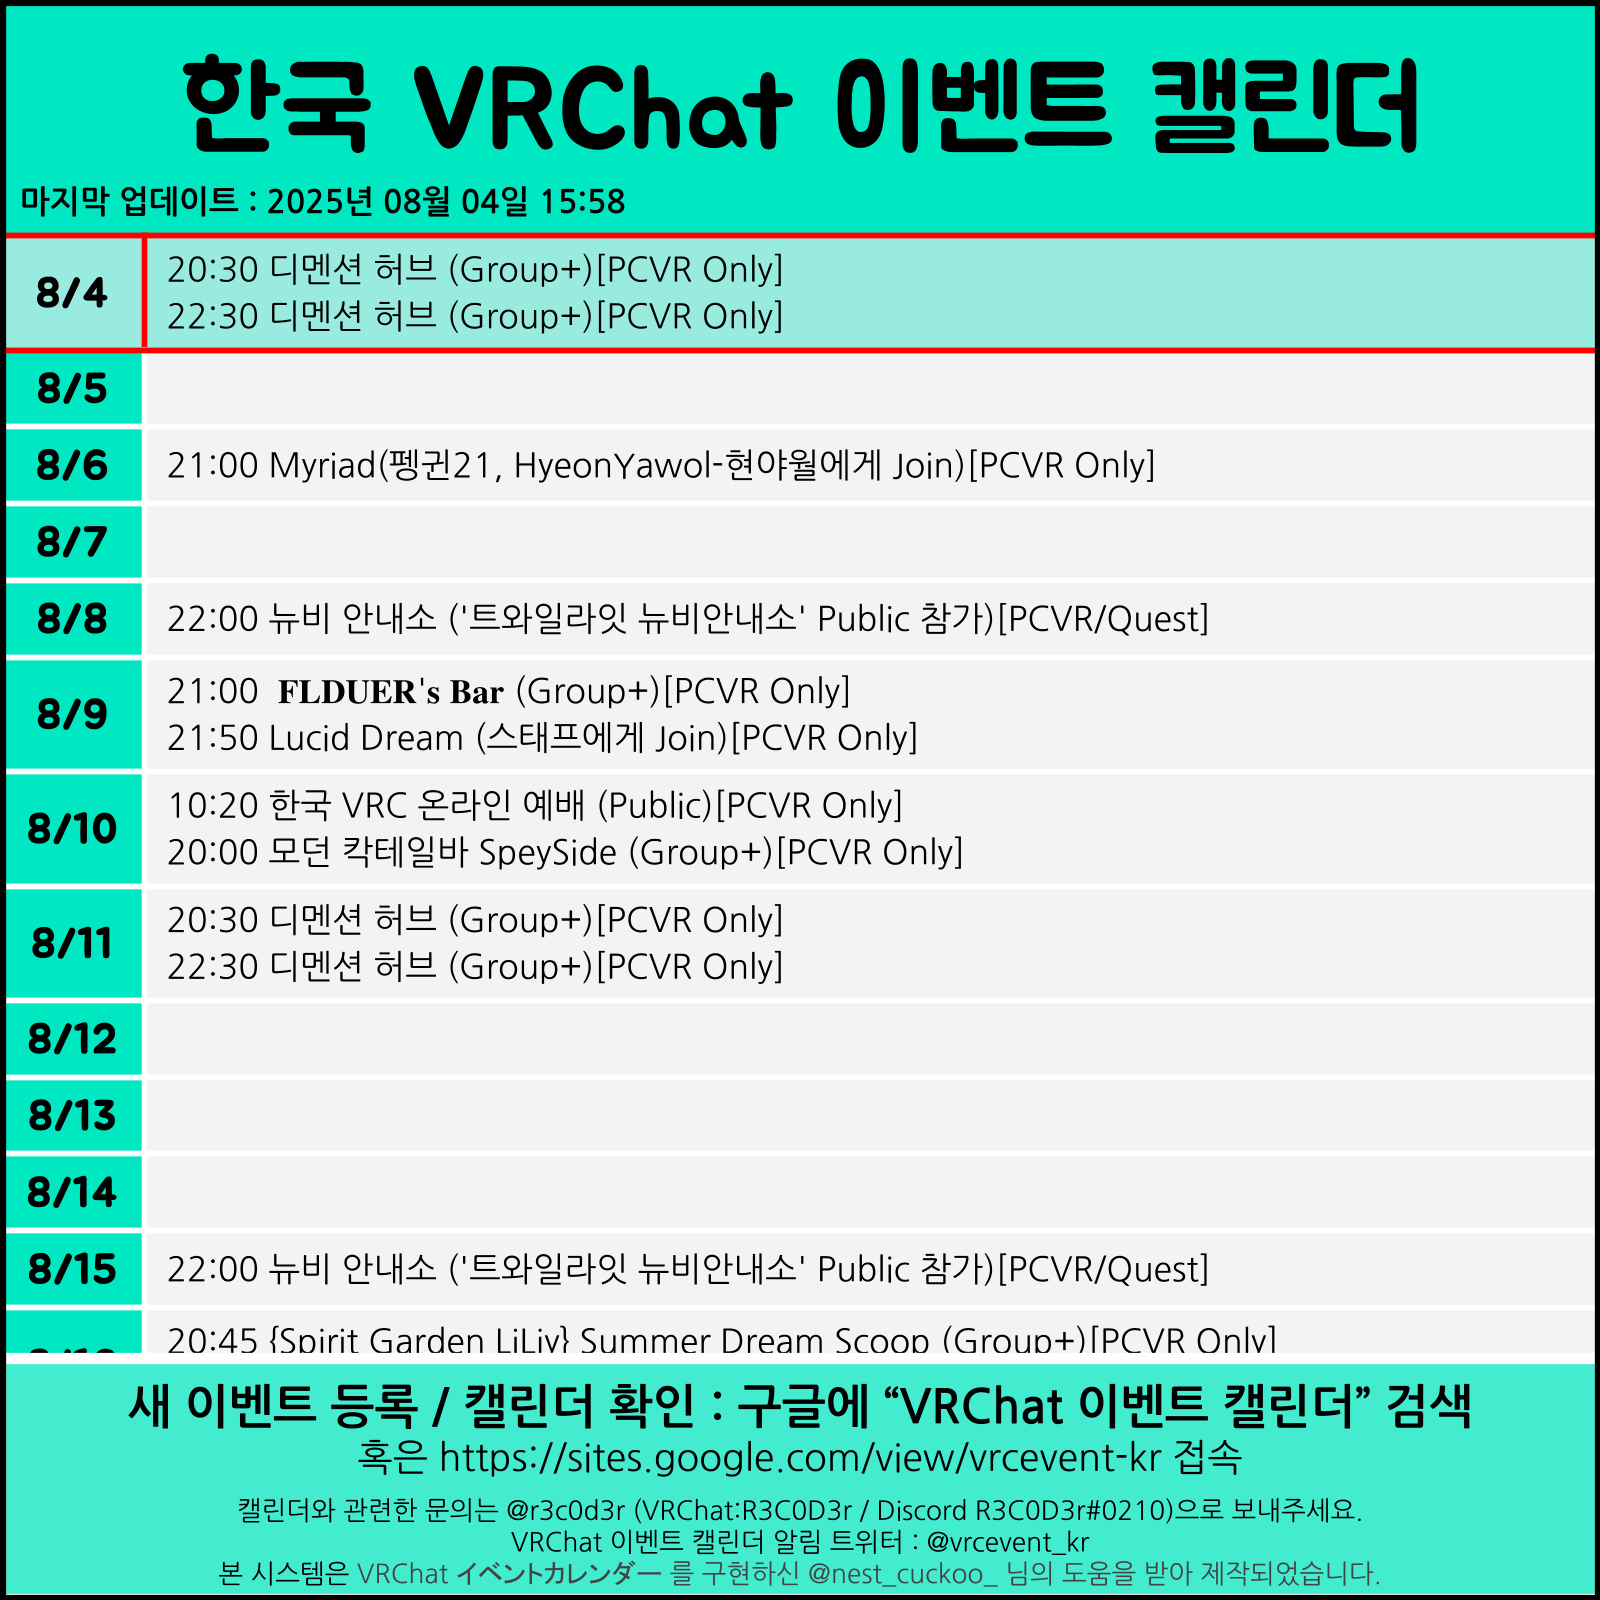 한국 VRChat 이벤트 캘린더
마지막 업데이트 : 2025년 08월 04일 15:58
8/4
20:30 디멘션 허브 (Group+)[PCVR Only]
22:30 디멘션 허브 (Group+)[PCVR Only]
8/5
8/6
21:00 Myriad(펭귄21, HyeonYawol-현야월에게 Join)[PCVR Only]
8/7
8/8
22:00 뉴비 안내소 ('트와일라잇 뉴비안내소' Public 참가)[PCVR/Quest]
8/9
21:00 FLDUER's Bar (Group+)[PCVR Only]
21:50 Lucid Dream (스태프에게 Join)[PCVR Only]
8/10
10:20 한국 VRC 온라인 예배 (Public)[PCVR Only]
20:00 모던 칵테일바 SpeySide (Group+)[PCVR Only]
8/11
20:30 디멘션 허브 (Group+)[PCVR Only]
22:30 디멘션 허브 (Group+)[PCVR Only]
8/12
8/13
8/14
8/15
22:00 뉴비 안내소 ('트와일라잇 뉴비안내소' Public 참가)[PCVR/Quest]
20:45 {Spirit Garden LiLiv} Summer Dream Scoop (Group+)[PCVR Only]
새 이벤트 등록 / 캘린더 확인 : 구글에 “VRChat 이벤트 캘린더” 검색
혹은 https://sites.google.com/view/vrcevent-kr 접속
캘린더와 관련한 문의는 @r3c0d3r (VRChat:R3C0D3r / Discord R3C0D3r#0210)으로 보내주세요.
VRChat 이벤트 캘린더 알림 트위터 : @vrcevent_kr
본 시스템은 VRChat イベントカレンダー 를 구현하신 @nest_cuckoo_ 님의 도움을 받아 제작되었습니다.